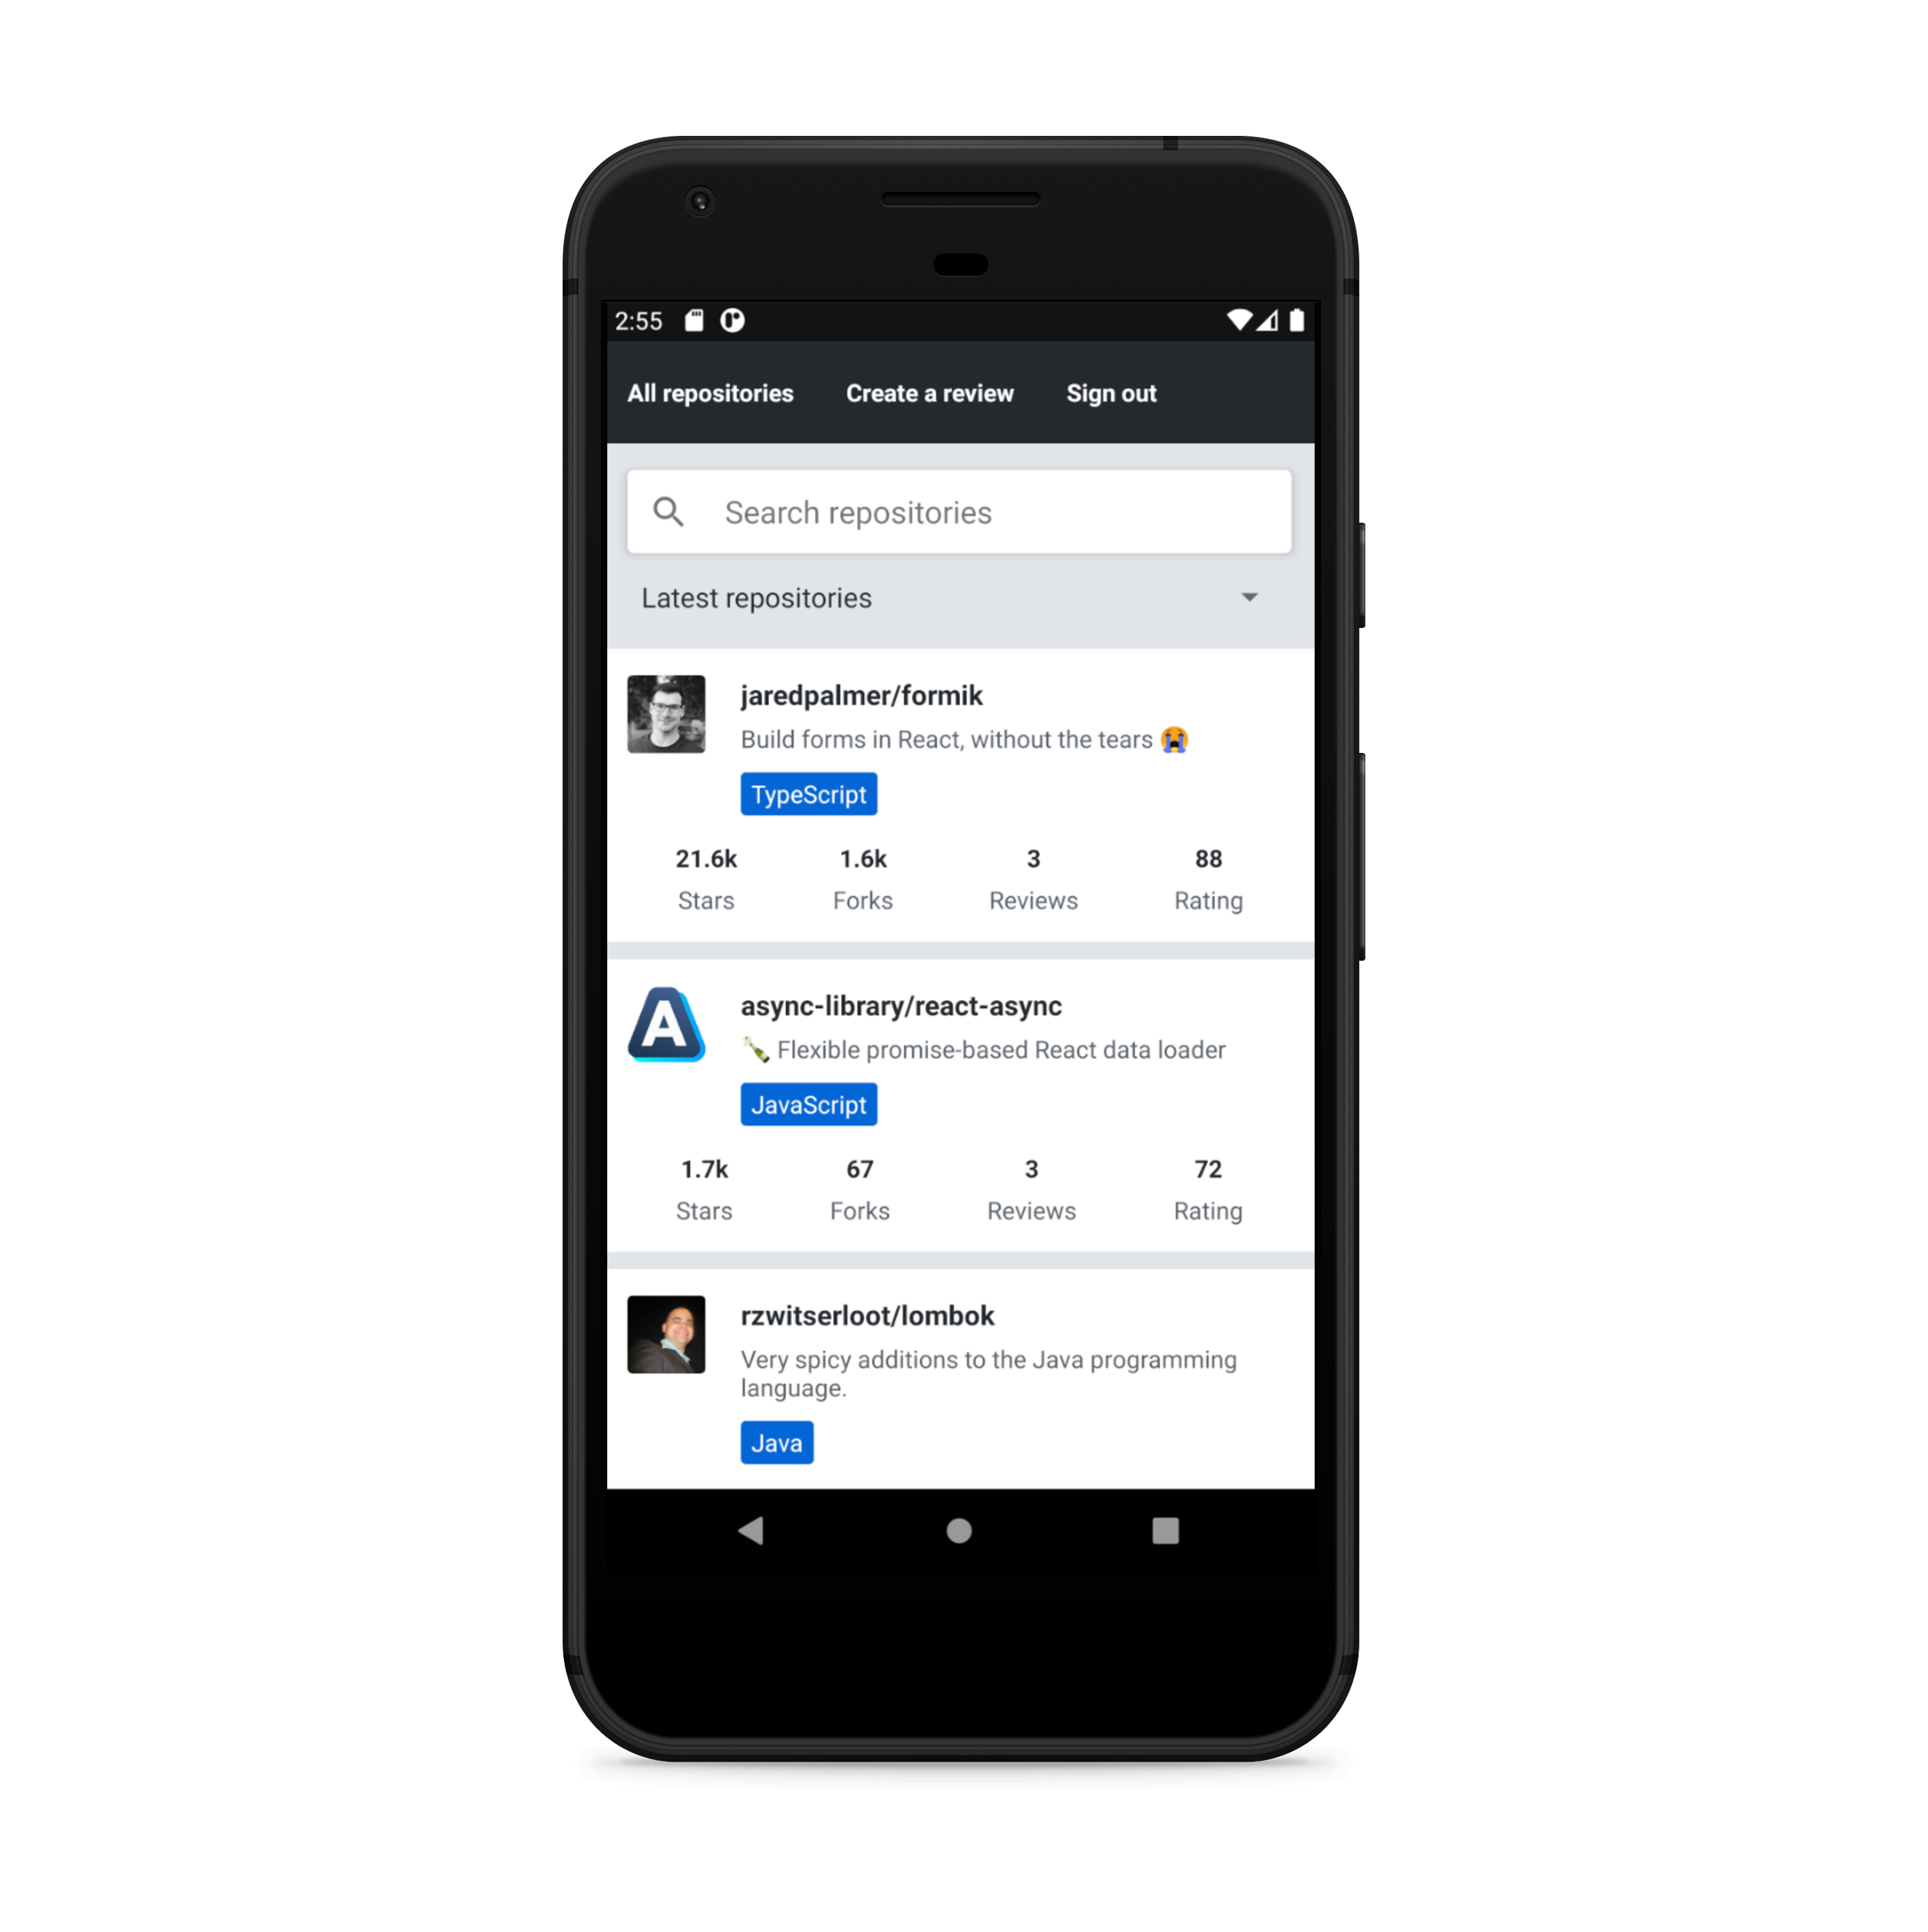 2:55
All repositories Create a review Sign out
Search repositories
Latest repositories
jaredpalmer/formik
Build forms in React, without the tears 😭
TypeScript
21.6k 1.6k 3 88
Stars Forks Reviews Rating
A
async-library/react-async
🍾 Flexible promise-based React data loader
JavaScript
1.7k 67 3 72
Stars Forks Reviews Rating
rzwitserloot/lombok
Very spicy additions to the Java programming
language.
Java